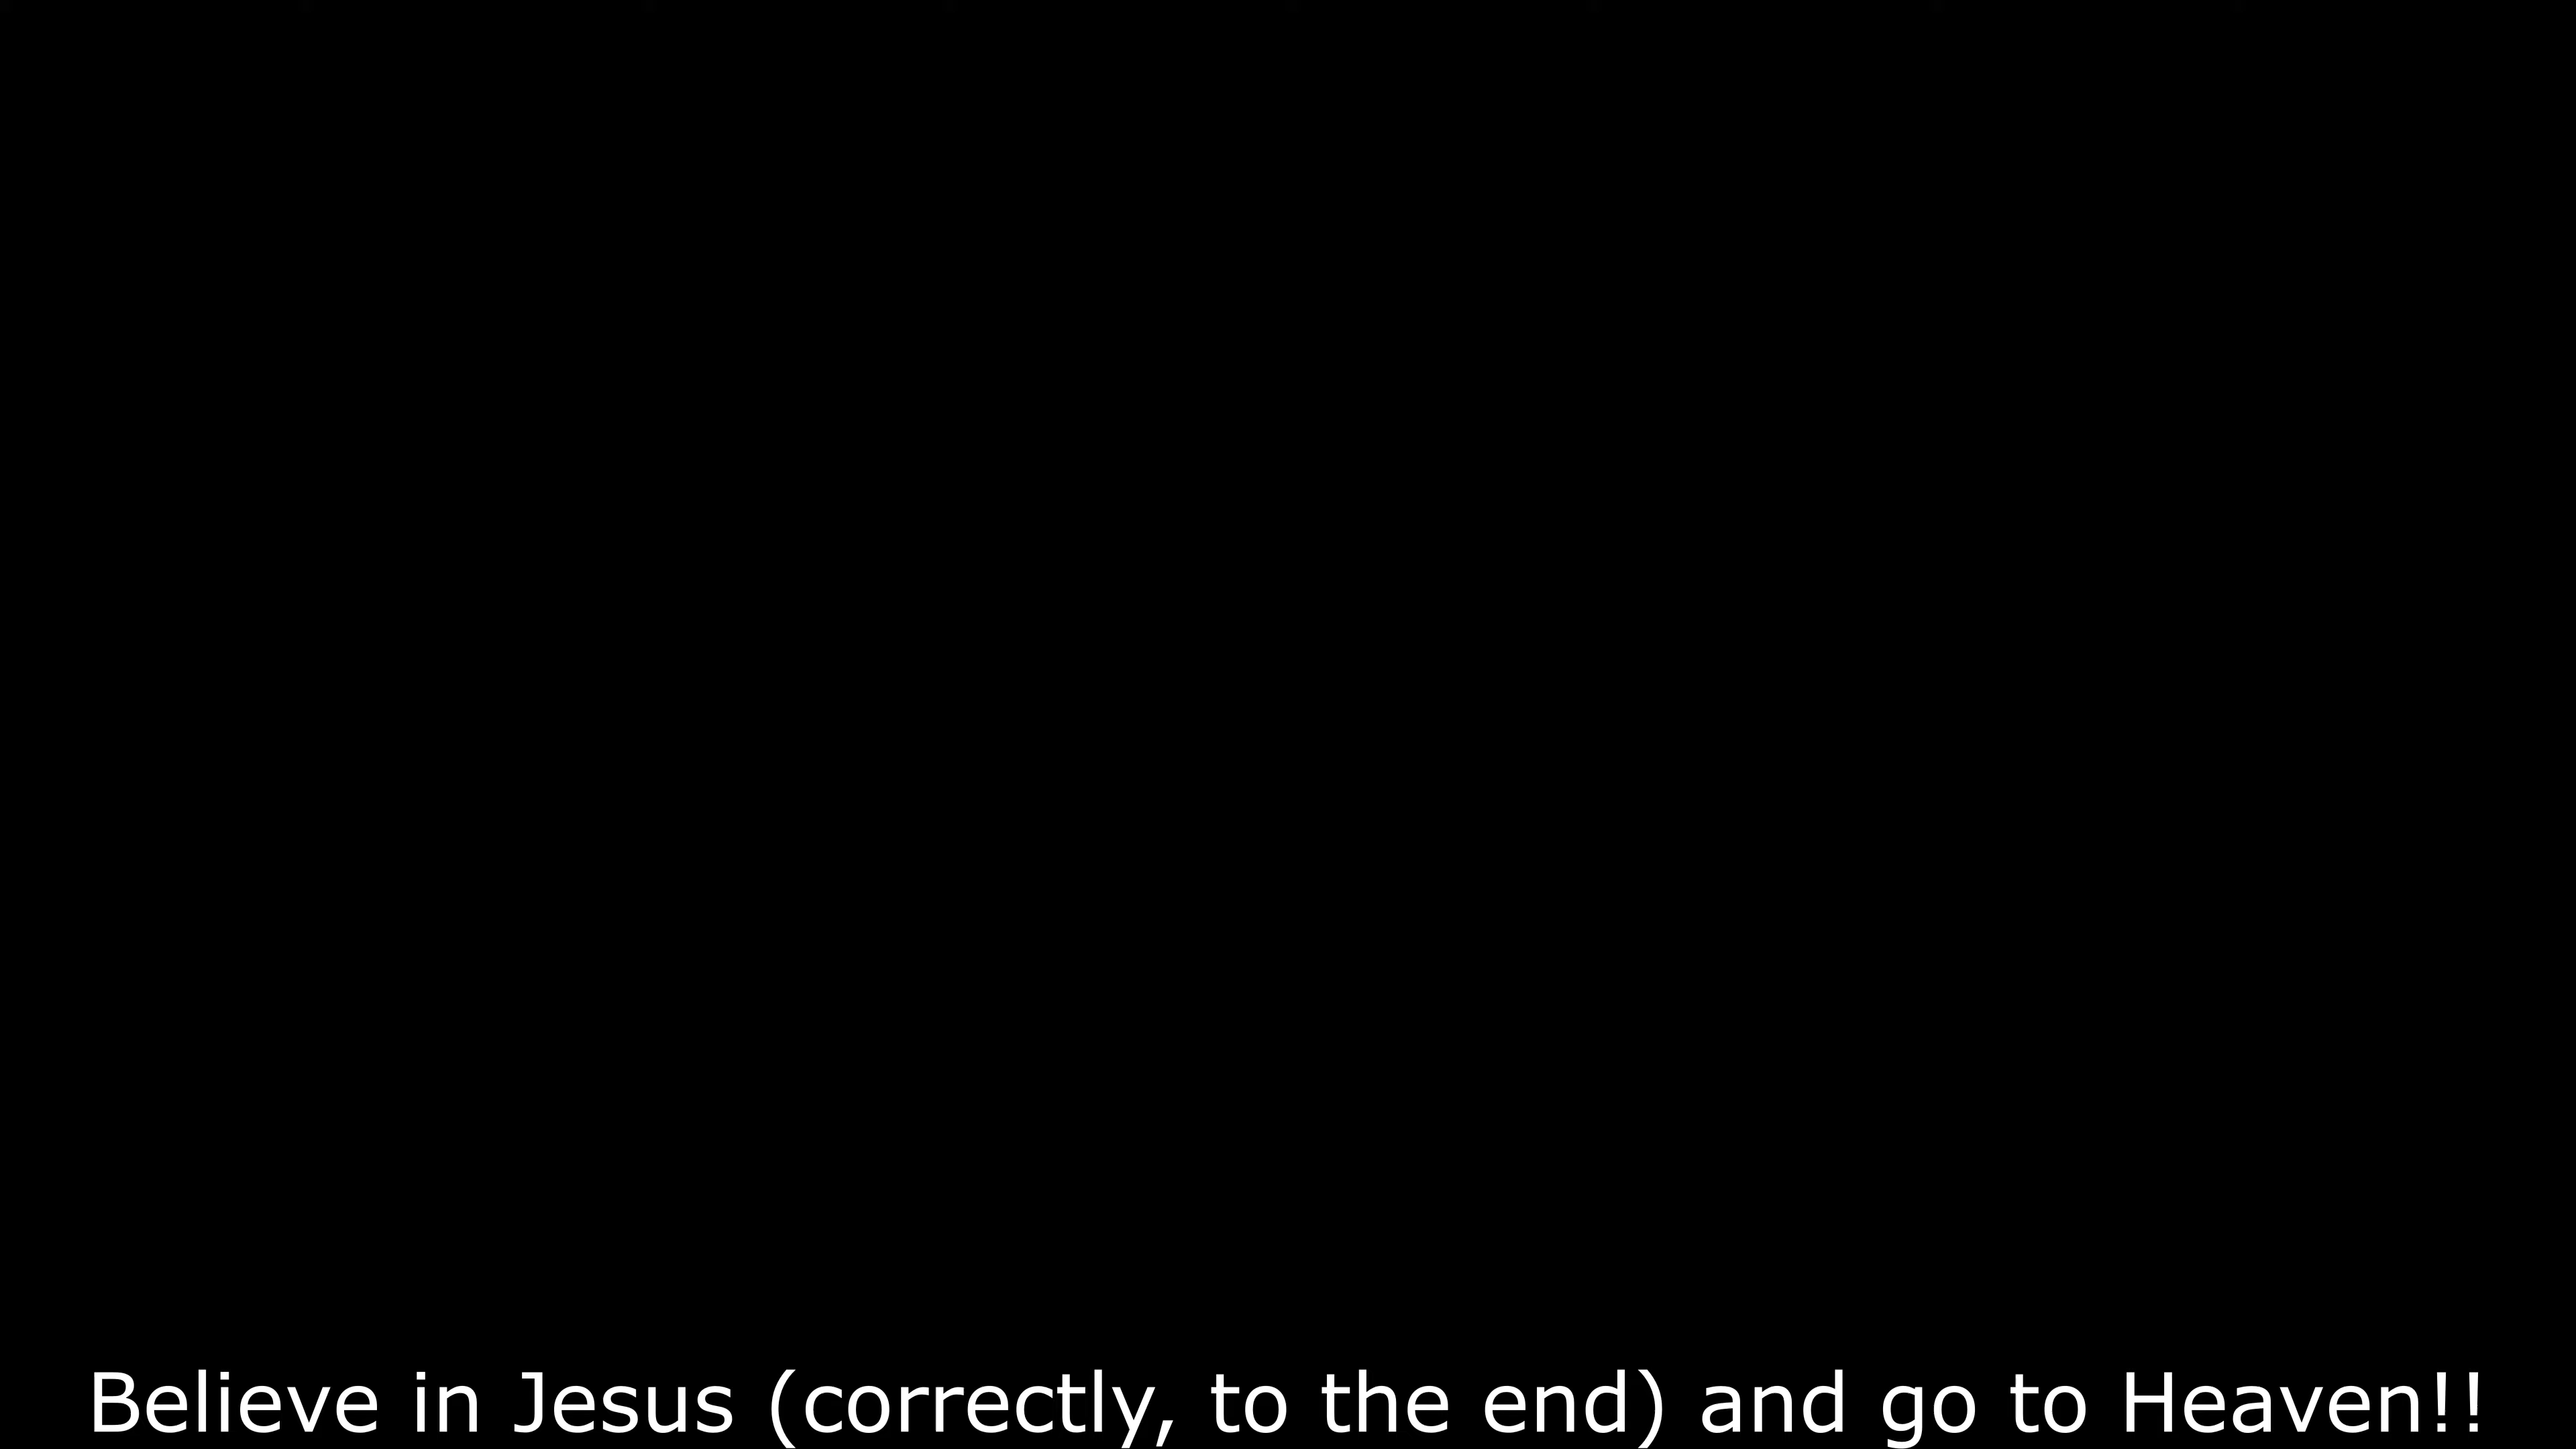 Believe in Jesus (correctly, to the end) and go to Heaven!!